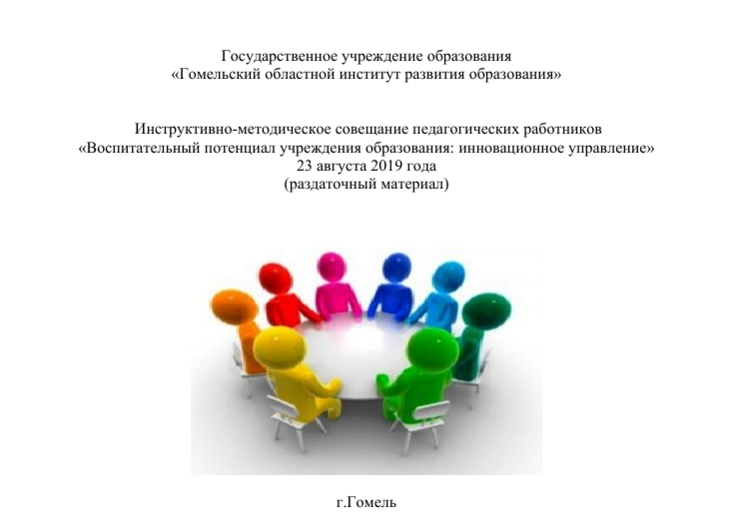 Государственное учреждение образования
«Гомельский областной институт развития образования»
Инструктивно-методическое совещание педагогических работников
«Воспитательный потенциал учреждения образования: инновационное управление»
23 августа 2019 года
(раздаточный материал)
г.Гомель